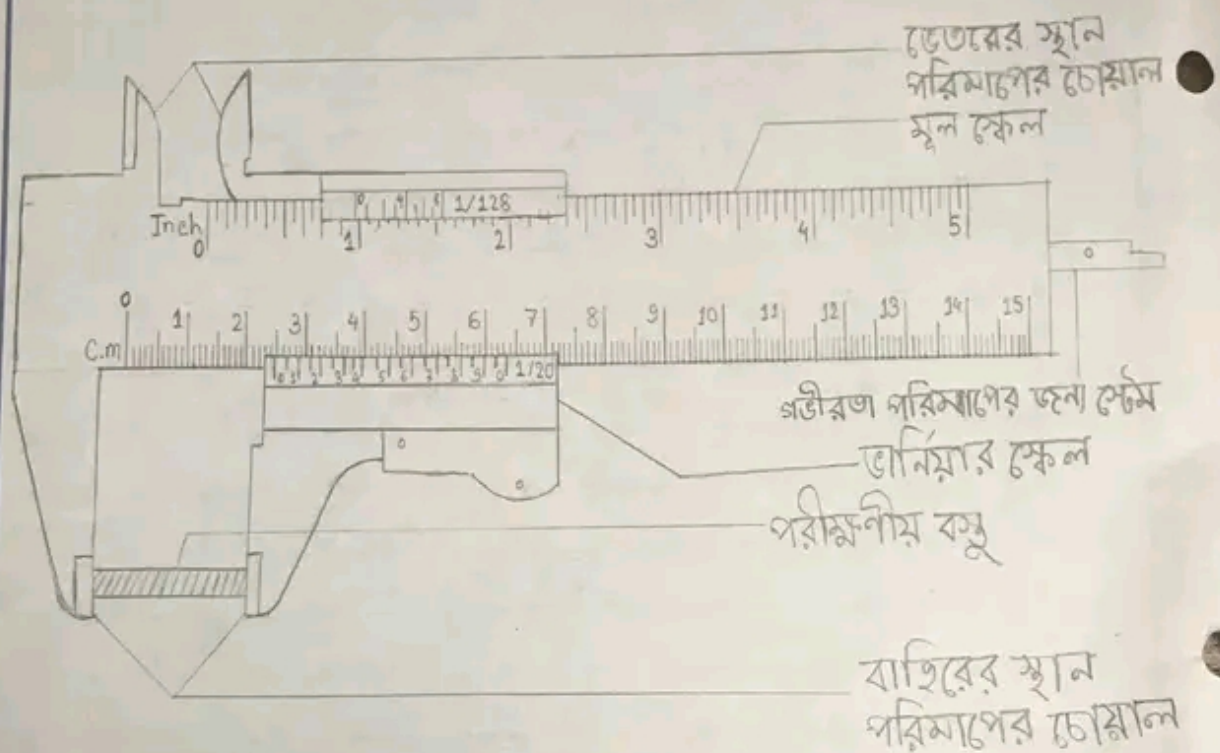 ভেতরের স্থান
পরিমাপের চোয়াল
মূল স্কেল
1/128
Inch
0 1 2 3 4 5
0 1 2 3 4 5 6 7 8 9 10 11 12 13 14 15
C.m
1/20
গভীরতা পরিমাপের জন্য স্টেম
ভার্নিয়ার স্কেল
পরীক্ষণীয় বস্তু
বাহিরের স্থান
পরিমাপের চোয়াল